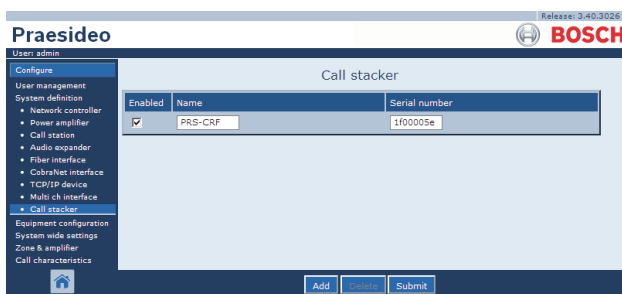 Release: 3.40.3026
Praesideo
BOSCH
User: admin
Configure
User management
System definition
• Network controller
• Power amplifier
• Call station
• Audio expander
• Fiber interface
• CobraNet interface
• TCP/IP device
• Multi ch interface
• Call stacker
Equipment configuration
System wide settings
Zone & amplifier
Call characteristics
Call stacker
Enabled Name Serial number
PRS-CRF 1f00005e
Add Delete Submit